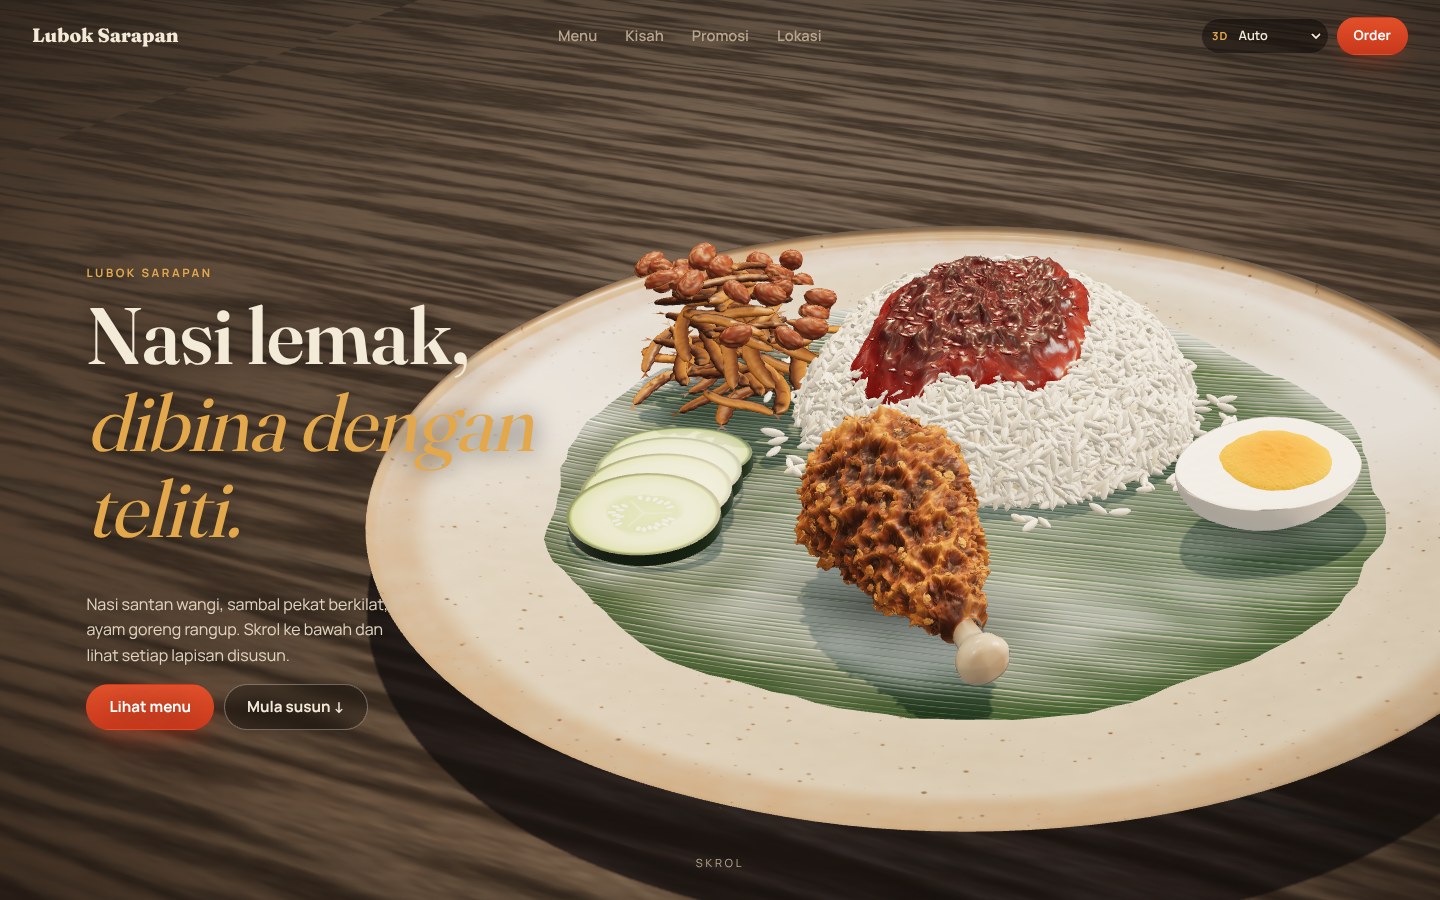 Lubok Sarapan
Menu Kisah Promosi Lokasi
3D Auto
Order
LUBOK SARAPAN
Nasi lemak,
dibina dengan
teliti.
Nasi santan wangi, sambal pekat berkilat,
ayam goreng rangup. Skrol ke bawah dan
lihat setiap lapisan disusun.
Lihat menu
Mula susun ↓
SKROL